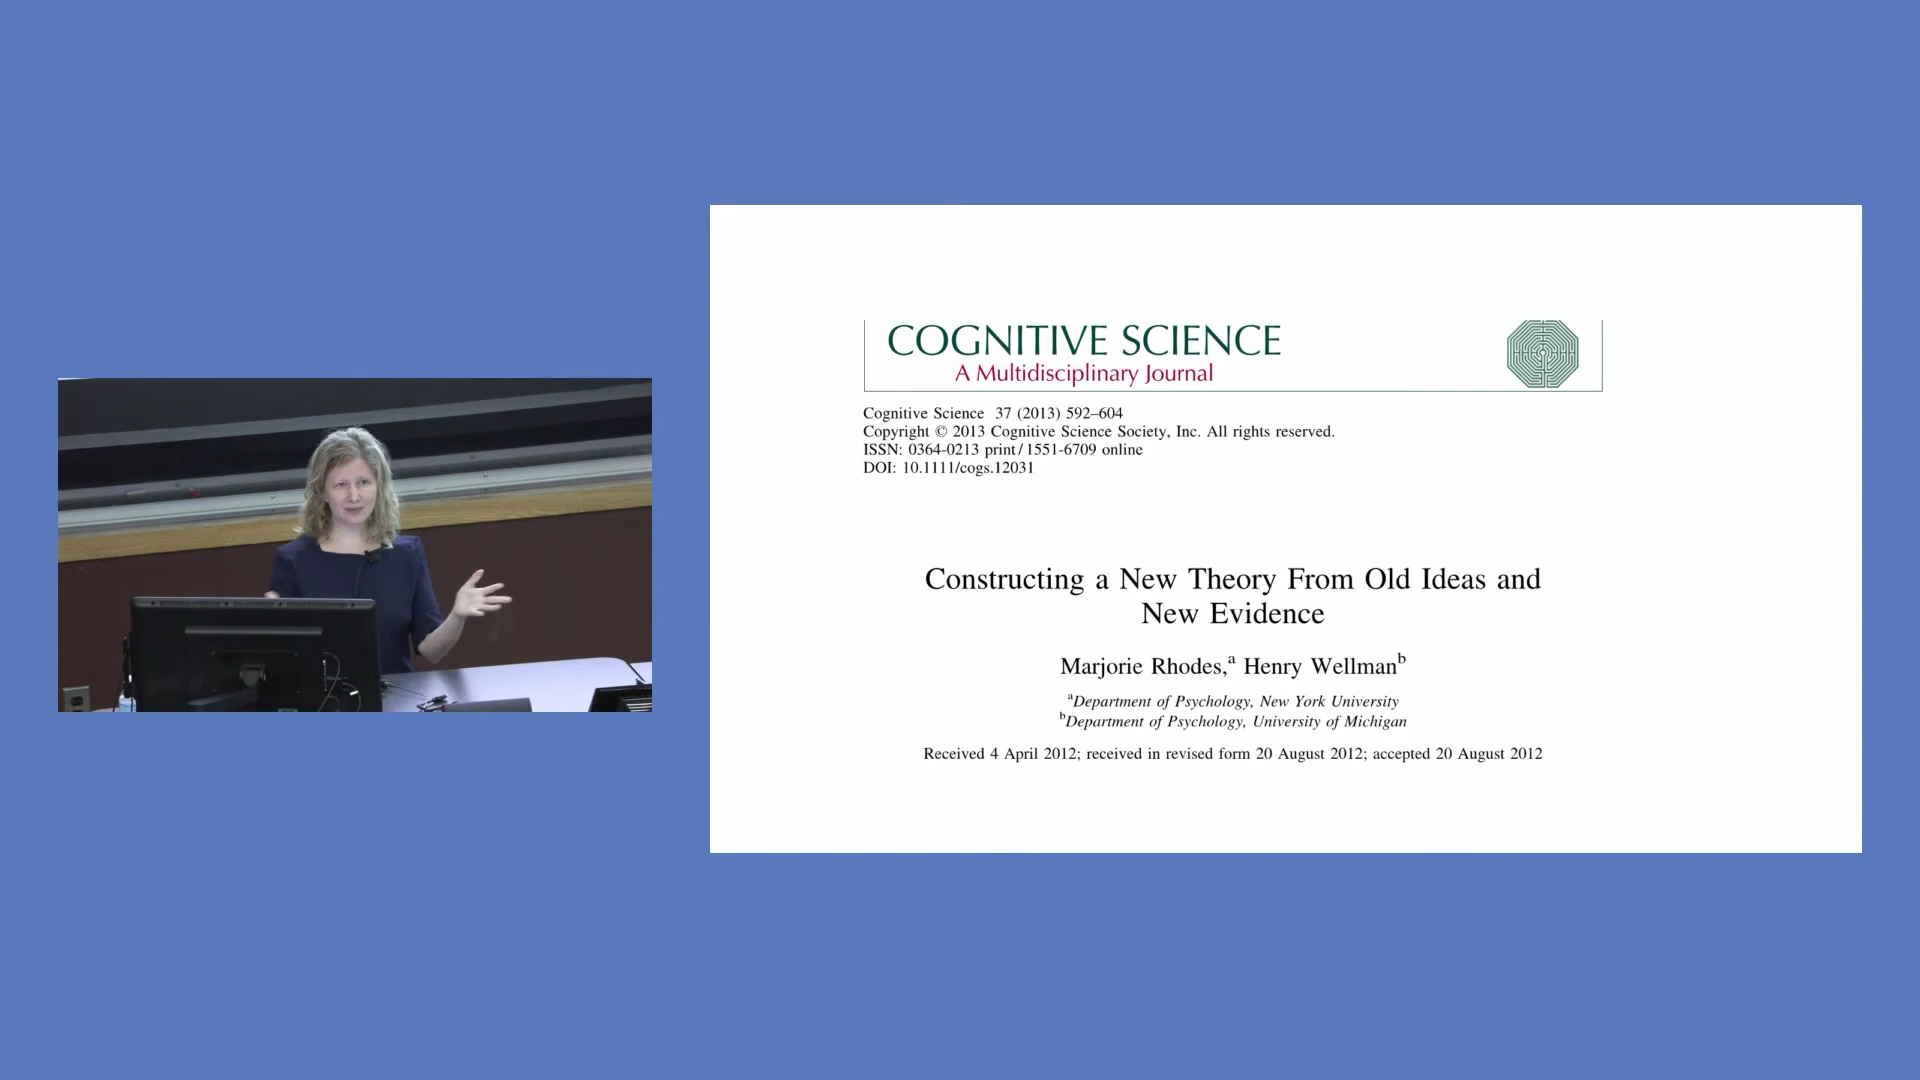 COGNITIVE SCIENCE
A Multidisciplinary Journal
Cognitive Science 37 (2013) 592–604
Copyright © 2013 Cognitive Science Society, Inc. All rights reserved.
ISSN: 0364-0213 print / 1551-6709 online
DOI: 10.1111/cogs.12031
Constructing a New Theory From Old Ideas and
New Evidence
Marjorie Rhodes,a Henry Wellmanb
aDepartment of Psychology, New York University
bDepartment of Psychology, University of Michigan
Received 4 April 2012; received in revised form 20 August 2012; accepted 20 August 2012